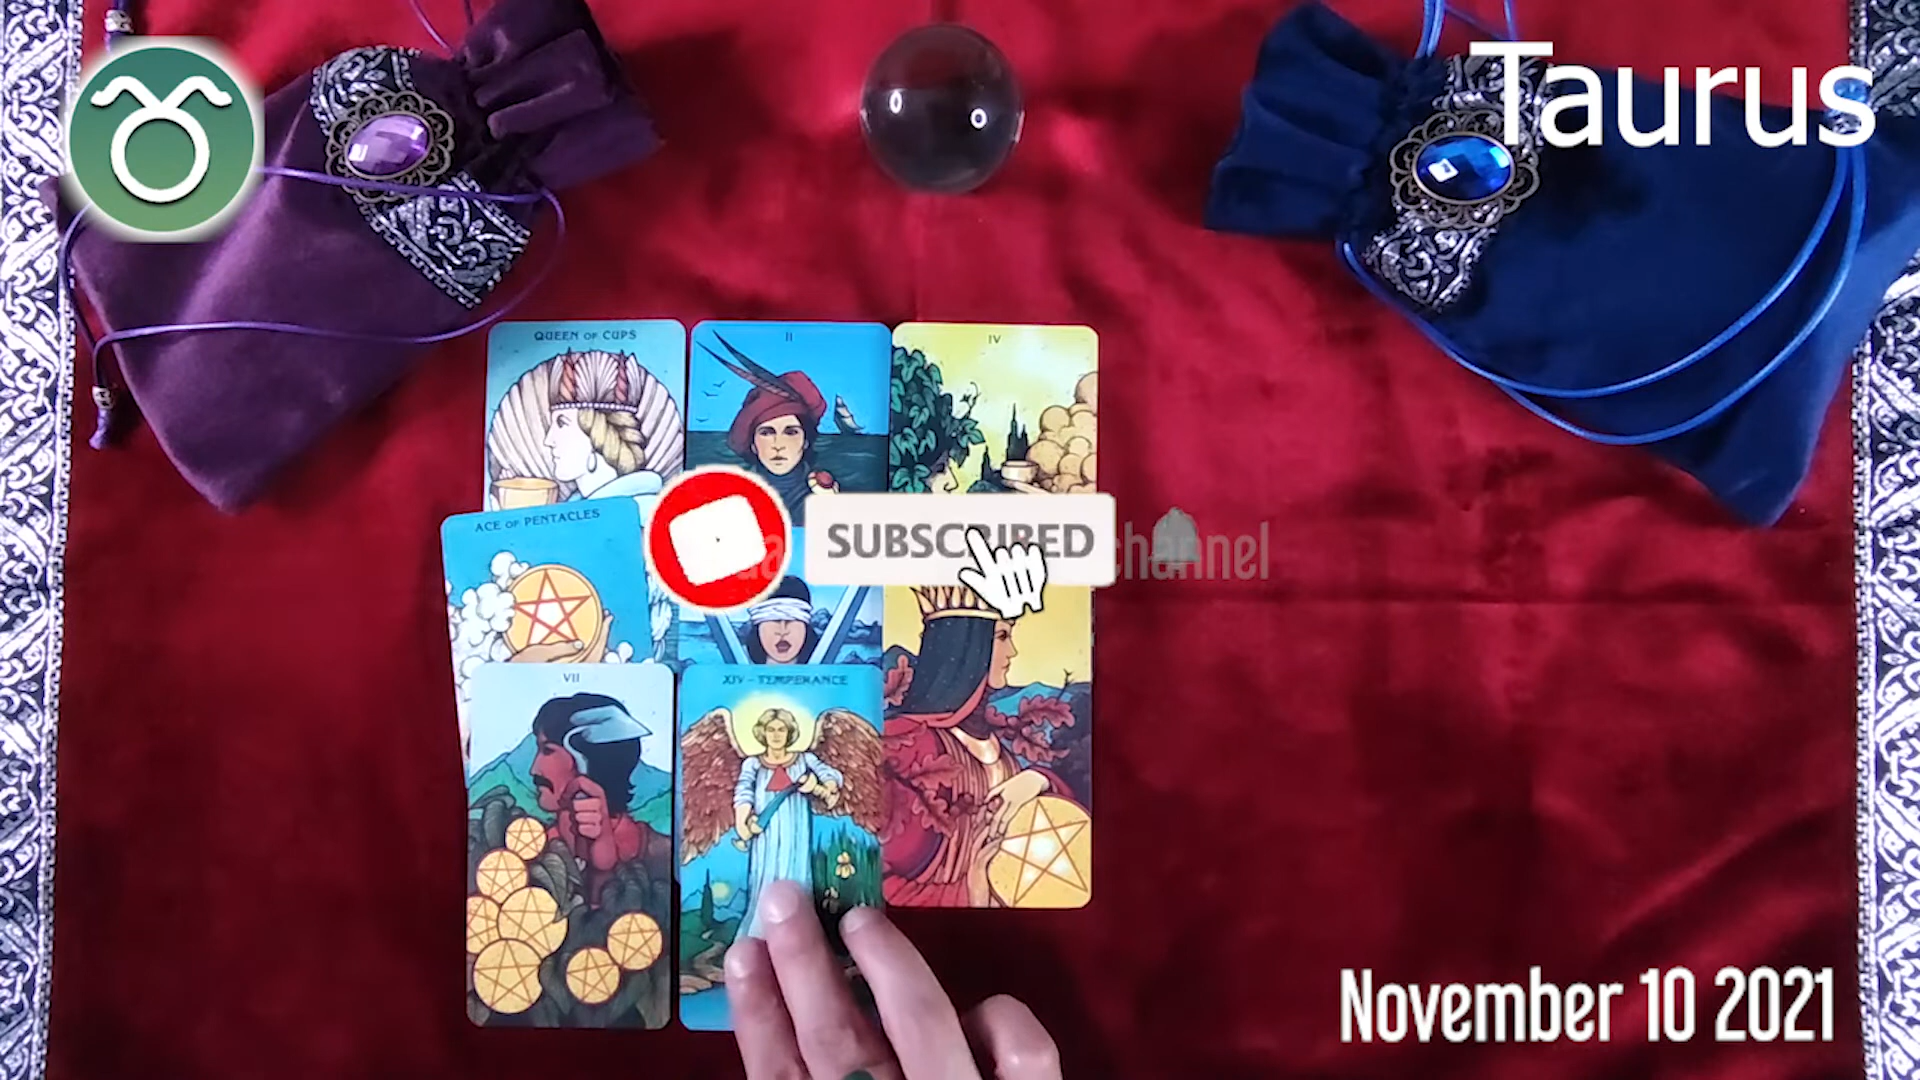 Taurus
QUEEN OF CUPS
II
IV
ACE OF PENTACLES
SUBSCRIBED
channel
VII
XIV - TEMPERANCE
November 10 2021